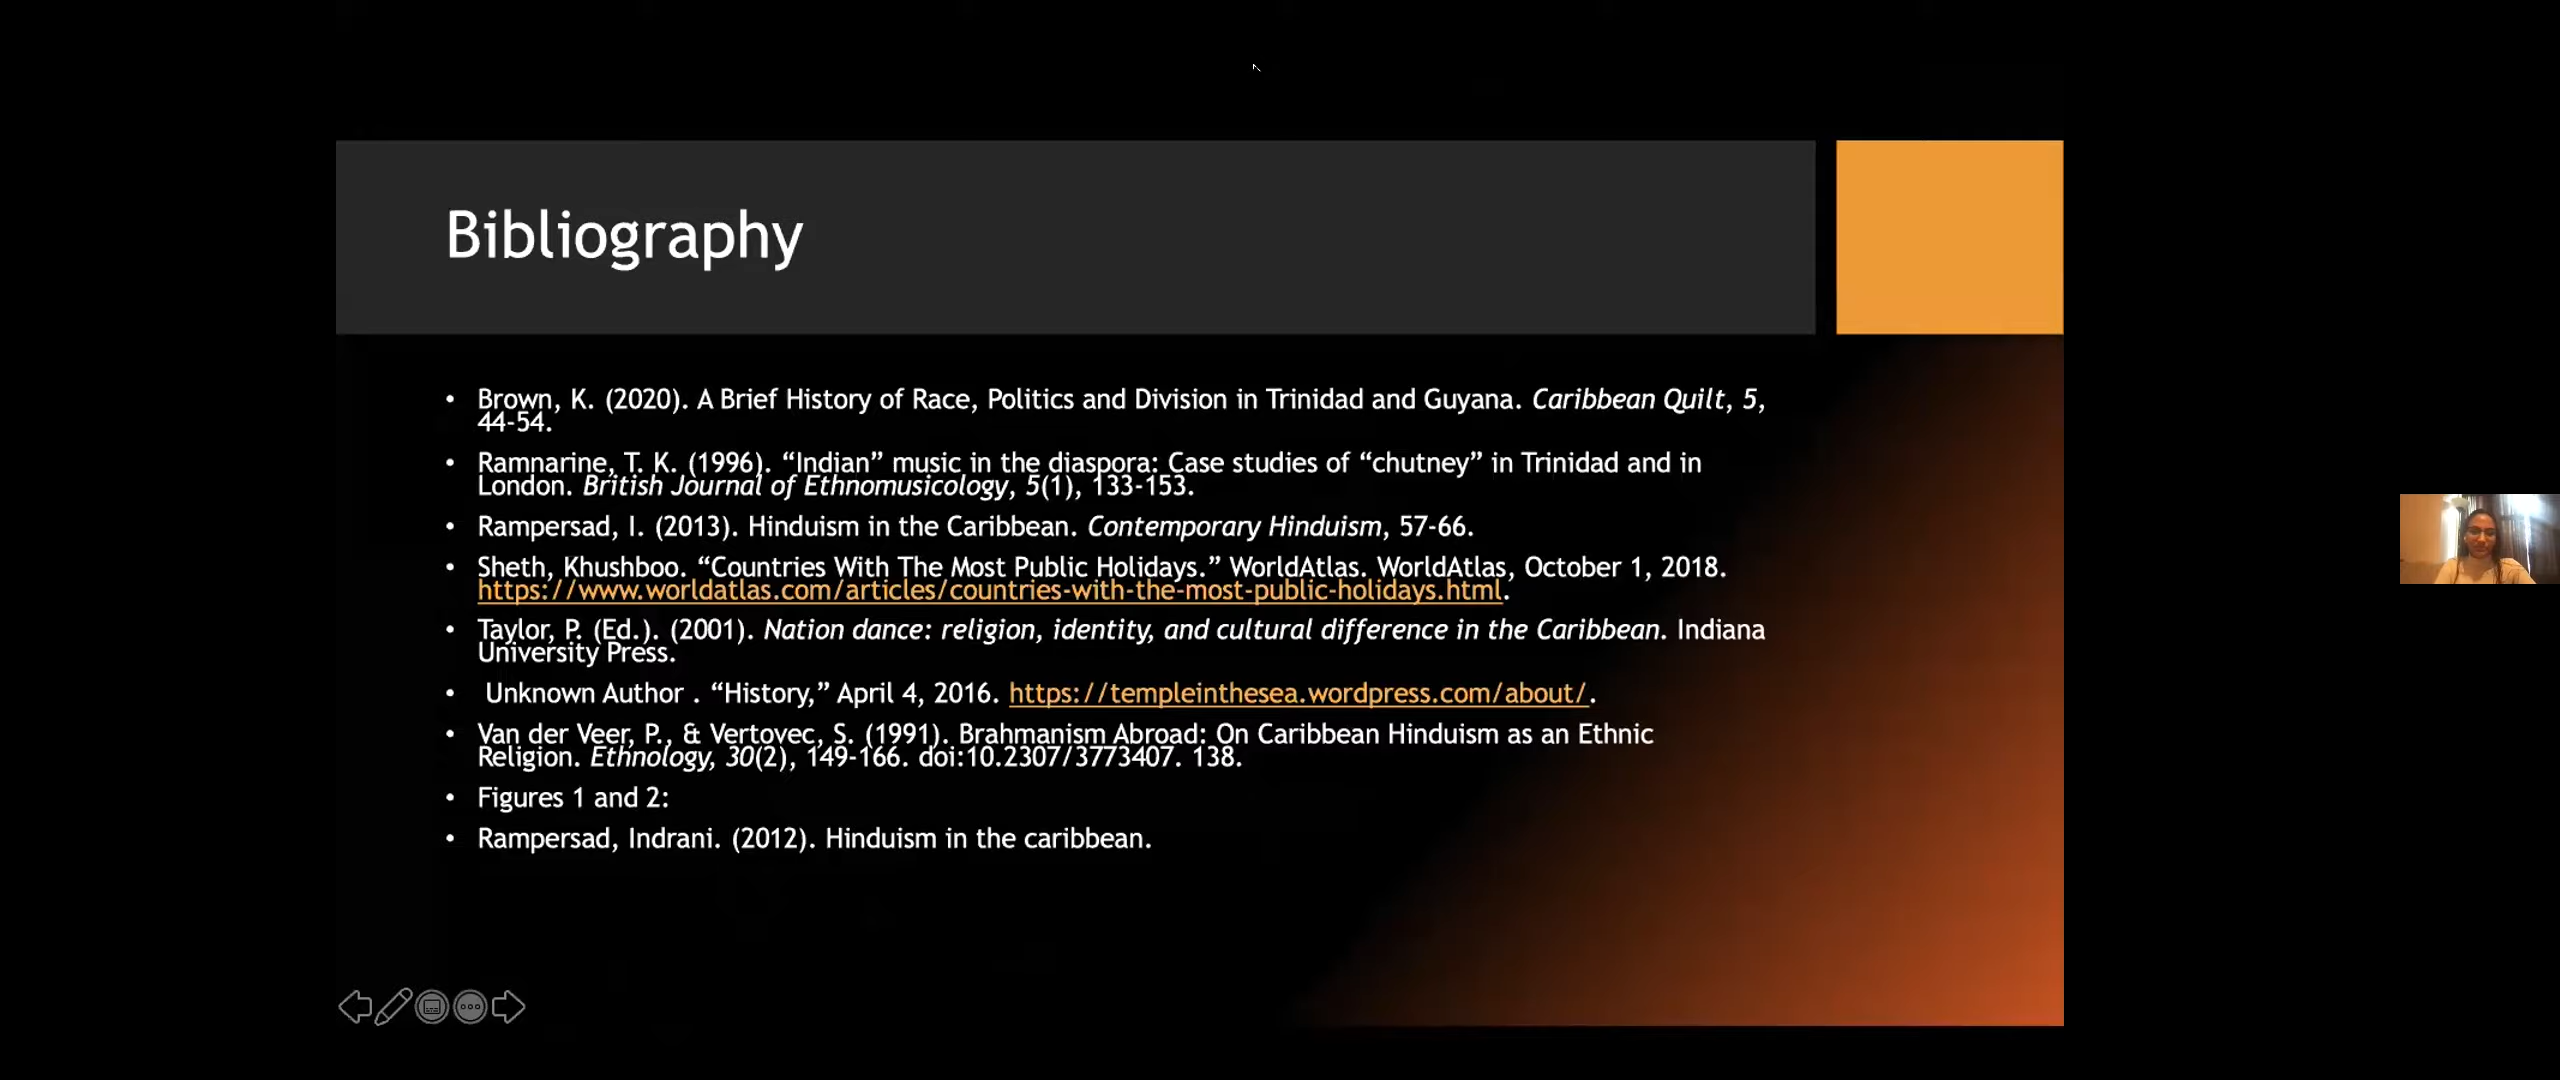 Bibliography
• Brown, K. (2020). A Brief History of Race, Politics and Division in Trinidad and Guyana. Caribbean Quilt, 5,
44-54.
• Ramnarine, T. K. (1996). “Indian” music in the diaspora: Case studies of “chutney” in Trinidad and in
London. British Journal of Ethnomusicology, 5(1), 133-153.
• Rampersad, I. (2013). Hinduism in the Caribbean. Contemporary Hinduism, 57-66.
• Sheth, Khushboo. “Countries With The Most Public Holidays.” WorldAtlas. WorldAtlas, October 1, 2018.
https://www.worldatlas.com/articles/countries-with-the-most-public-holidays.html.
• Taylor, P. (Ed.). (2001). Nation dance: religion, identity, and cultural difference in the Caribbean. Indiana
University Press.
• Unknown Author . “History,” April 4, 2016. https://templeinthesea.wordpress.com/about/.
• Van der Veer, P., & Vertovec, S. (1991). Brahmanism Abroad: On Caribbean Hinduism as an Ethnic
Religion. Ethnology, 30(2), 149-166. doi:10.2307/3773407. 138.
• Figures 1 and 2:
• Rampersad, Indrani. (2012). Hinduism in the caribbean.